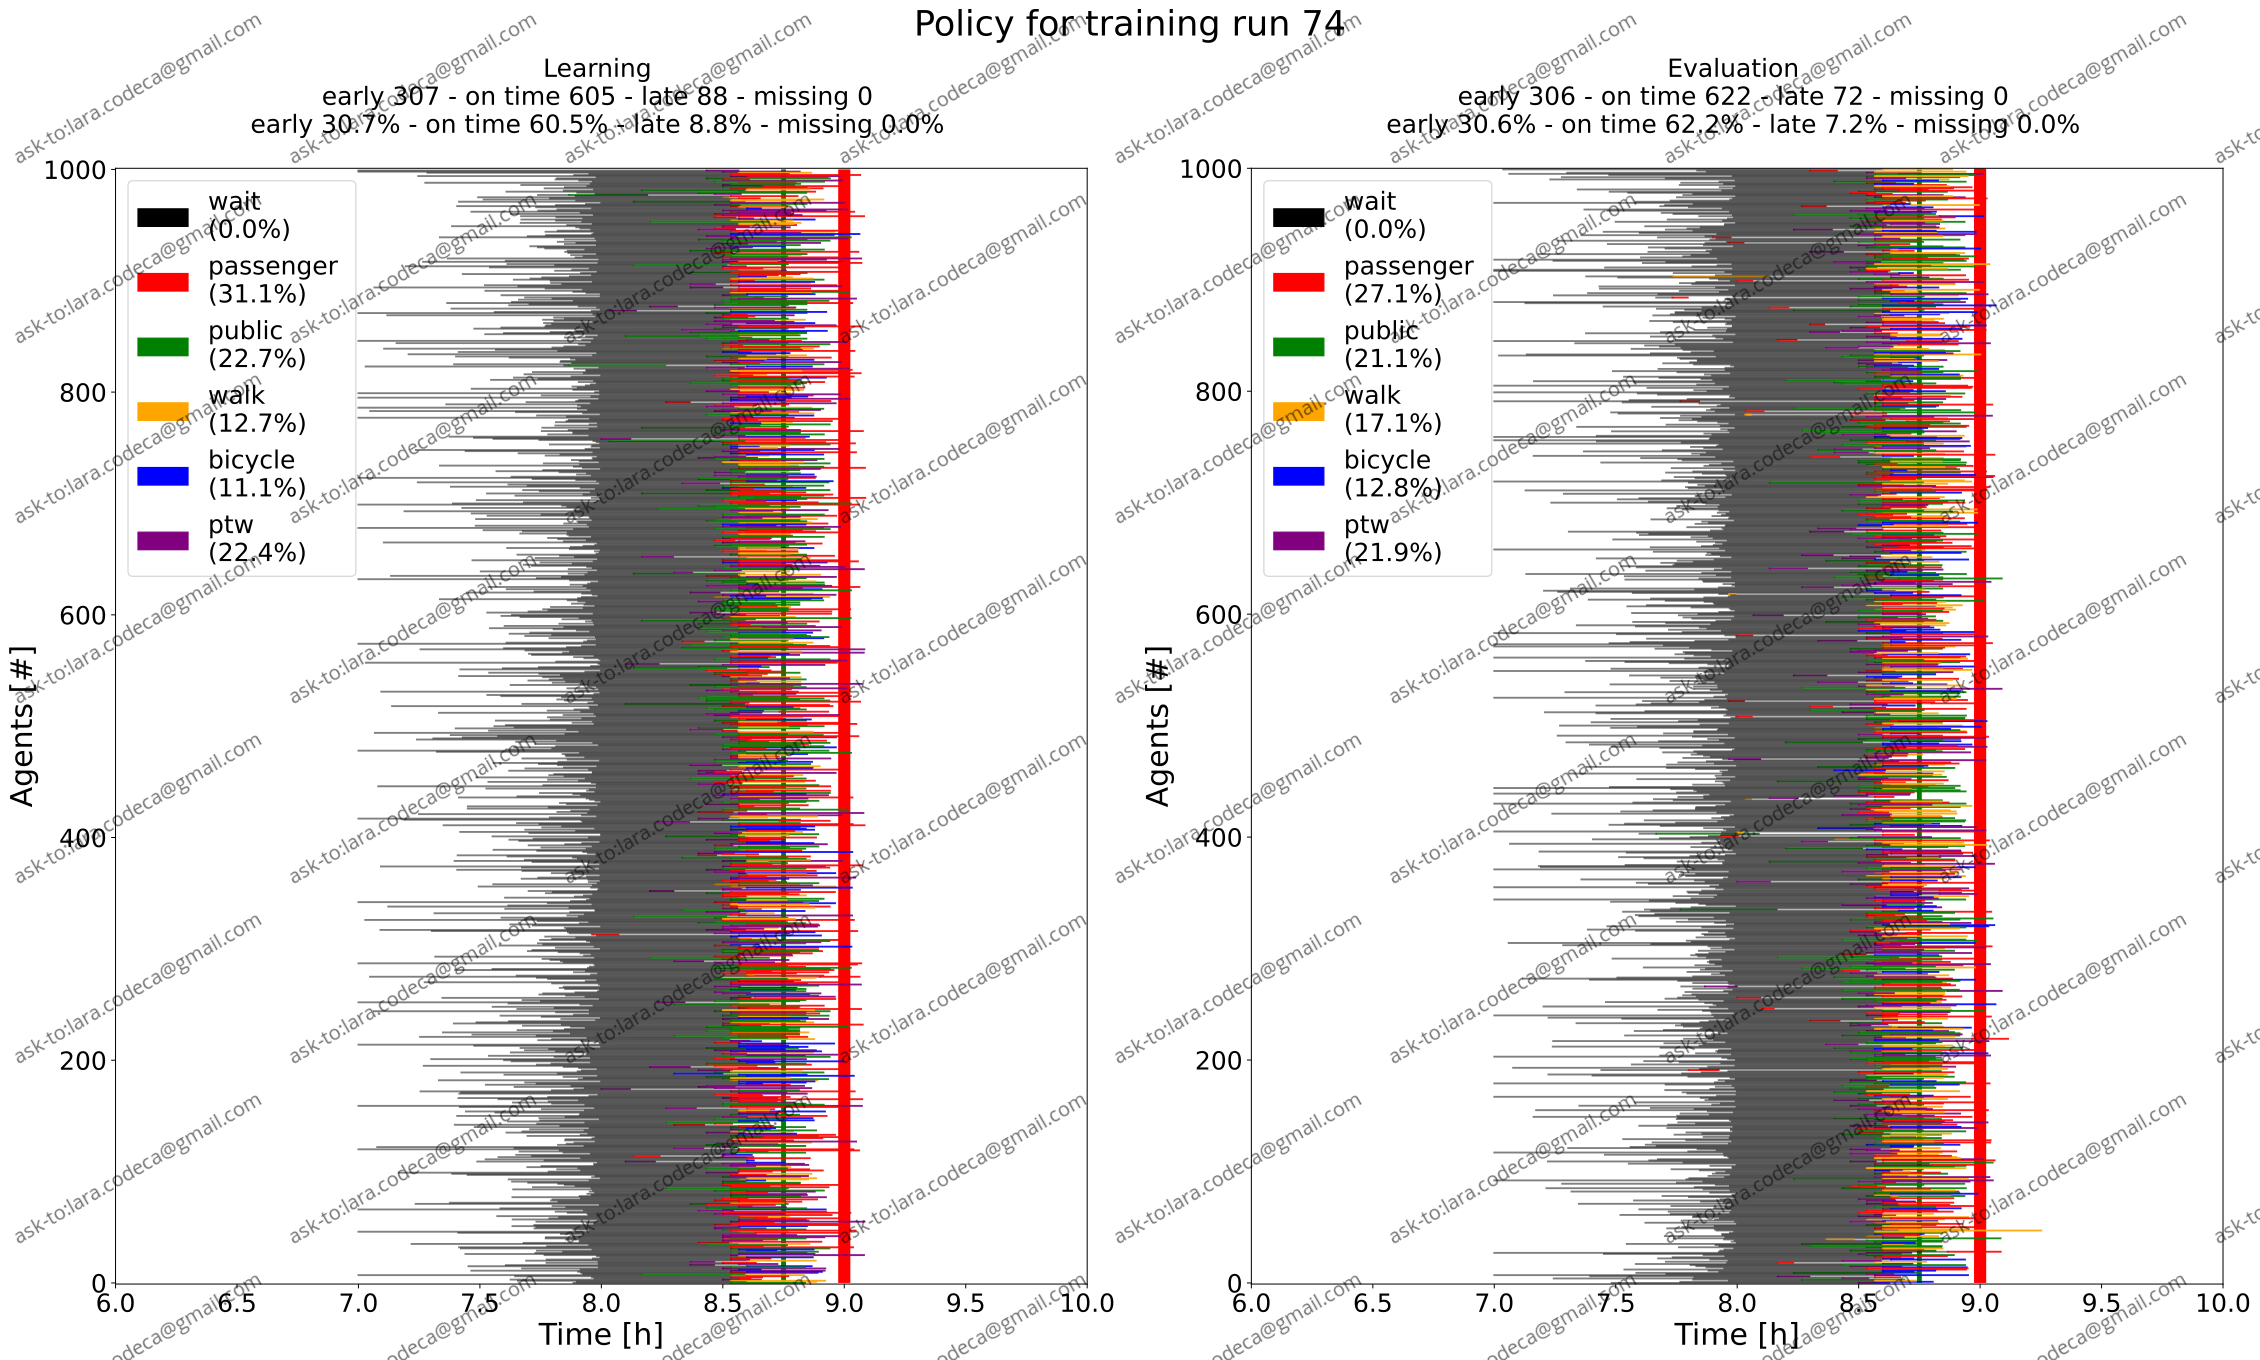 Policy for training run 74
Learning
early 307 - on time 605 - late 88 - missing 0
early 30.7% - on time 60.5% - late 8.8% - missing 0.0%
1000
800
600
400
200
0
Agents [#]
wait
(0.0%)
passenger
(31.1%)
public
(22.7%)
walk
(12.7%)
bicycle
(11.1%)
ptw
(22.4%)
6.0 6.5 7.0 7.5 8.0 8.5 9.0 9.5 10.0
Time [h]
Evaluation
early 306 - on time 622 - late 72 - missing 0
early 30.6% - on time 62.2% - late 7.2% - missing 0.0%
1000
800
600
400
200
0
Agents [#]
wait
(0.0%)
passenger
(27.1%)
public
(21.1%)
walk
(17.1%)
bicycle
(12.8%)
ptw
(21.9%)
6.0 6.5 7.0 7.5 8.0 8.5 9.0 9.5 10.0
Time [h]
ask-to:lara.codeca@gmail.com